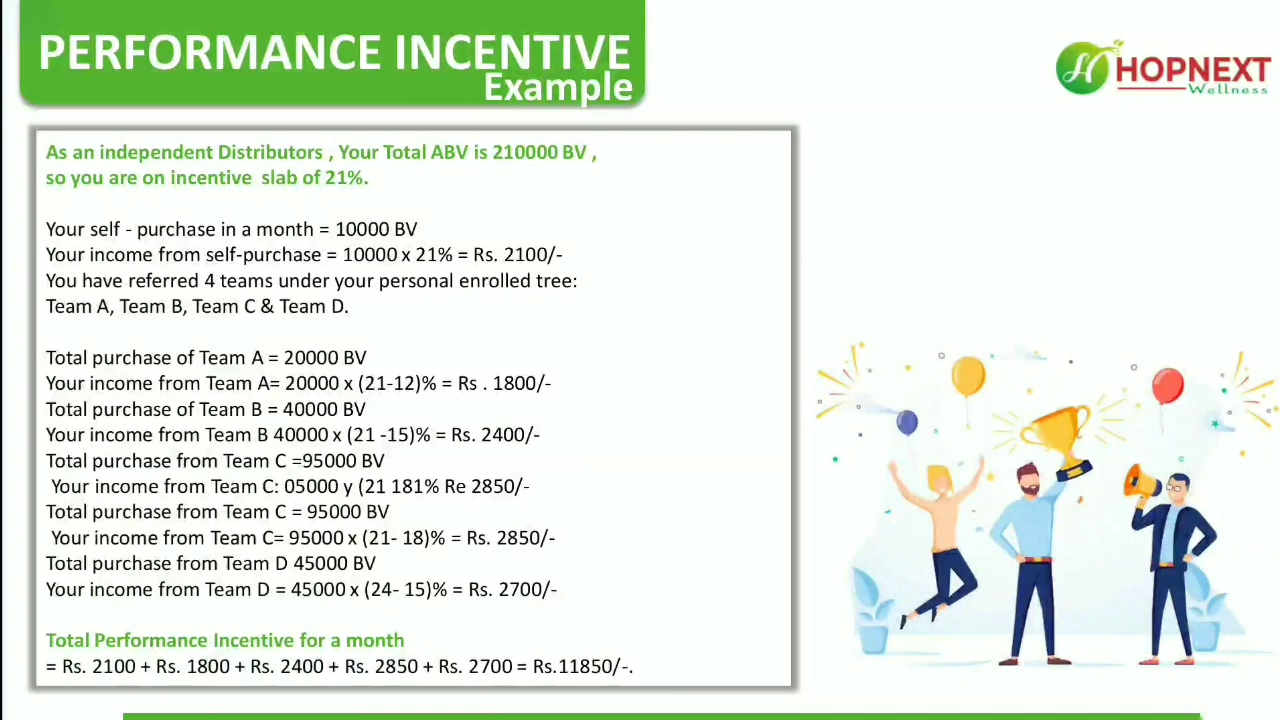 PERFORMANCE INCENTIVE
Example
HOPNEXT
Wellness
As an independent Distributors , Your Total ABV is 210000 BV ,
so you are on incentive slab of 21%.
Your self - purchase in a month = 10000 BV
Your income from self-purchase = 10000 x 21% = Rs. 2100/-
You have referred 4 teams under your personal enrolled tree:
Team A, Team B, Team C & Team D.
Total purchase of Team A = 20000 BV
Your income from Team A= 20000 x (21-12)% = Rs . 1800/-
Total purchase of Team B = 40000 BV
Your income from Team B 40000 x (21 -15)% = Rs. 2400/-
Total purchase from Team C =95000 BV
Your income from Team C: 05000 y (21 181% Re 2850/-
Total purchase from Team C = 95000 BV
Your income from Team C= 95000 x (21- 18)% = Rs. 2850/-
Total purchase from Team D 45000 BV
Your income from Team D = 45000 x (24- 15)% = Rs. 2700/-
Total Performance Incentive for a month
= Rs. 2100 + Rs. 1800 + Rs. 2400 + Rs. 2850 + Rs. 2700 = Rs.11850/-.